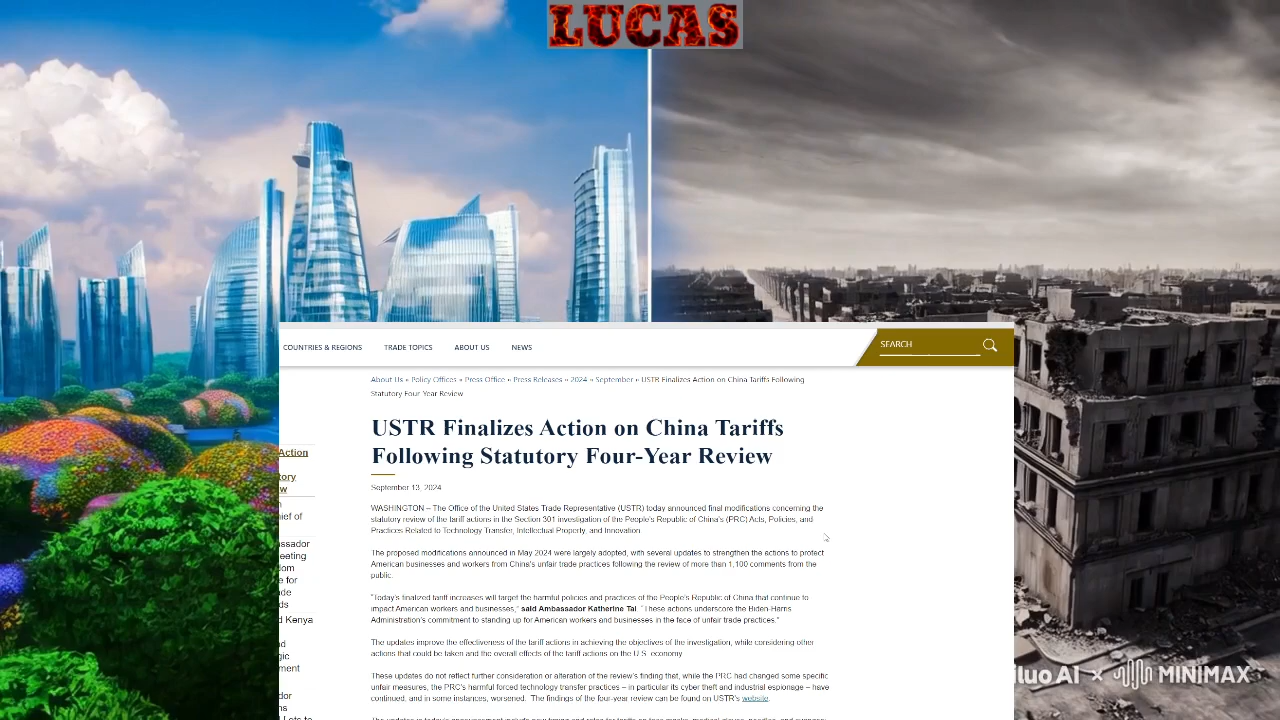 LUCAS
COUNTRIES & REGIONS TRADE TOPICS ABOUT US NEWS SEARCH
About Us » Policy Offices » Press Office » Press Releases » 2024 » September » USTR Finalizes Action on China Tariffs Following
Statutory Four-Year Review
USTR Finalizes Action on China Tariffs
Following Statutory Four-Year Review
September 13, 2024
WASHINGTON – The Office of the United States Trade Representative (USTR) today announced final modifications concerning the
statutory review of the tariff actions in the Section 301 investigation of the People's Republic of China's (PRC) Acts, Policies, and
Practices Related to Technology Transfer, Intellectual Property, and Innovation.
The proposed modifications announced in May 2024 were largely adopted, with several updates to strengthen the actions to protect
American businesses and workers from China's unfair trade practices following the review of more than 1,100 comments from the
public.
"Today's finalized tariff increases will target the harmful policies and practices of the People's Republic of China that continue to
impact American workers and businesses," said Ambassador Katherine Tai. "These actions underscore the Biden-Harris
Administration's commitment to standing up for American workers and businesses in the face of unfair trade practices."
The updates improve the effectiveness of the tariff actions in achieving the objectives of the investigation, while considering other
actions that could be taken and the overall effects of the tariff actions on the U.S. economy.
These updates do not reflect further consideration or alteration of the review's finding that, while the PRC had changed some specific
unfair measures, the PRC's harmful forced technology transfer practices – in particular its cyber theft and industrial espionage – have
continued, and in some instances, worsened. The findings of the four-year review can be found on USTR's website.
Action
tory
w
ief of
ssador
eeting
dom
e for
de
ds
d Kenya
nd
gic
ment
dor
iluo AI × MINIMAX